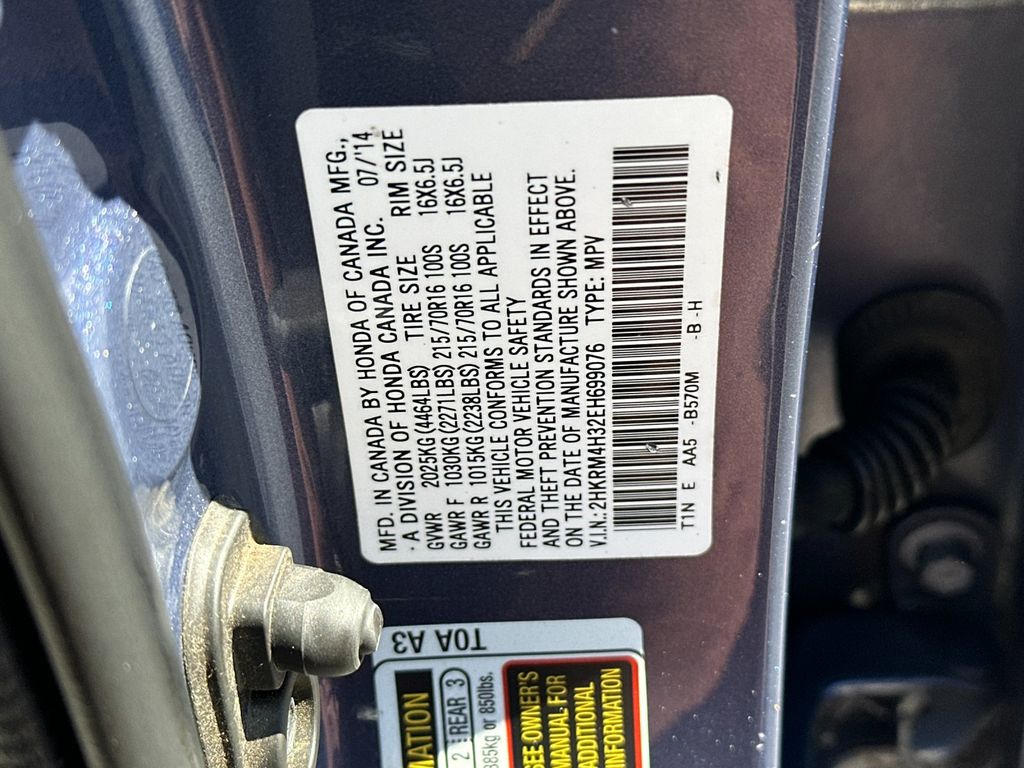 MFD. IN CANADA BY HONDA OF CANADA MFG.,
- A DIVISION OF HONDA CANADA INC. 07/'14
GVWR 2025KG(4464LBS) TIRE SIZE RIM SIZE
GAWR F 1030KG(2271LBS) 215/70R16 100S 16X6.5J
GAWR R 1015KG(2238LBS) 215/70R16 100S 16X6.5J
THIS VEHICLE CONFORMS TO ALL APPLICABLE
FEDERAL MOTOR VEHICLE SAFETY
AND THEFT PREVENTION STANDARDS IN EFFECT
ON THE DATE OF MANUFACTURE SHOWN ABOVE.
V.I.N.:2HKRM4H32EH699076 TYPE: MPV
T1N E AA5 -B570M -B -H
T0A A3
MATION
2 REAR 3
385kg or 850lbs.
SEE OWNER'S
MANUAL FOR
ADDITIONAL
INFORMATION